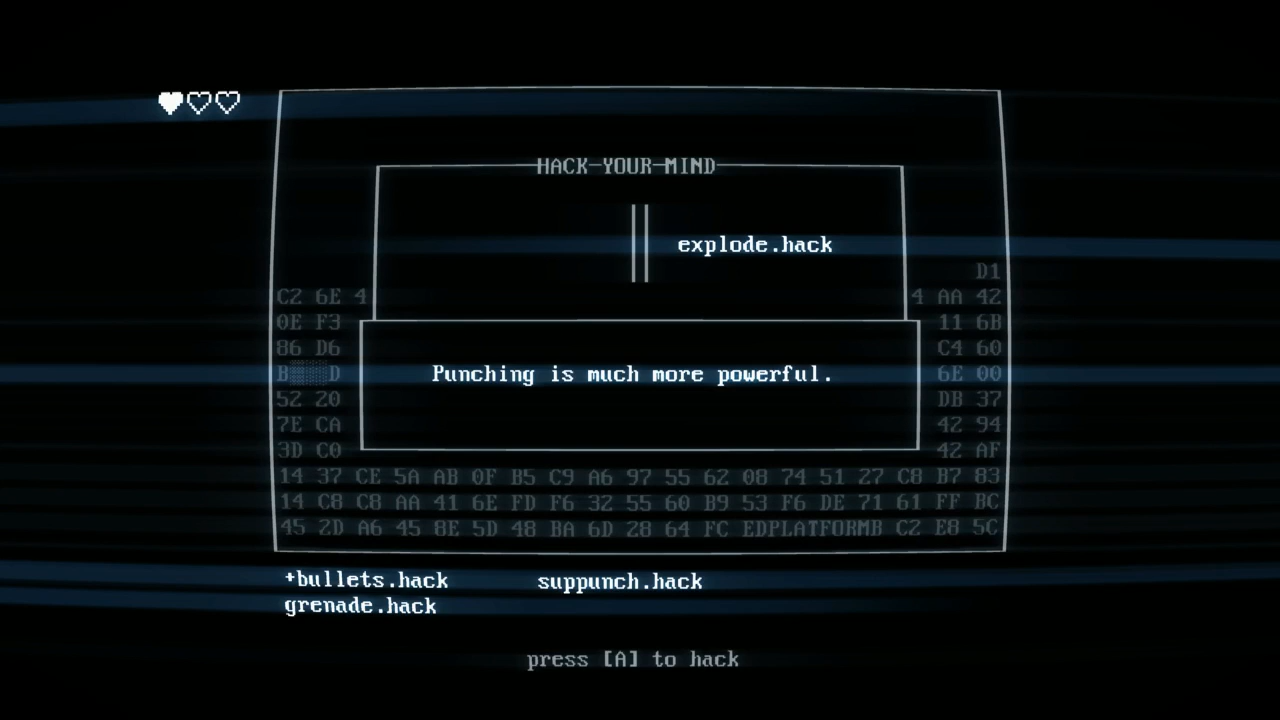 HACK YOUR MIND
explode.hack
D1
C2 6E 4 4 AA 42
0E F3 11 6B
86 D6 C4 60
Punching is much more powerful.
B D 6E 00
52 20 DB 37
7E CA 42 94
3D C0 42 AF
14 37 CE 5A AB 0F B5 C9 A6 97 55 62 08 74 51 27 C8 B7 83
14 C8 C8 AA 41 6E FD F6 32 55 60 B9 53 F6 DE 71 61 FF BC
45 2D A6 45 8E 5D 48 BA 6D 28 64 FC EDPLATFORMB C2 E8 5C
+bullets.hack suppunch.hack
grenade.hack
press [A] to hack